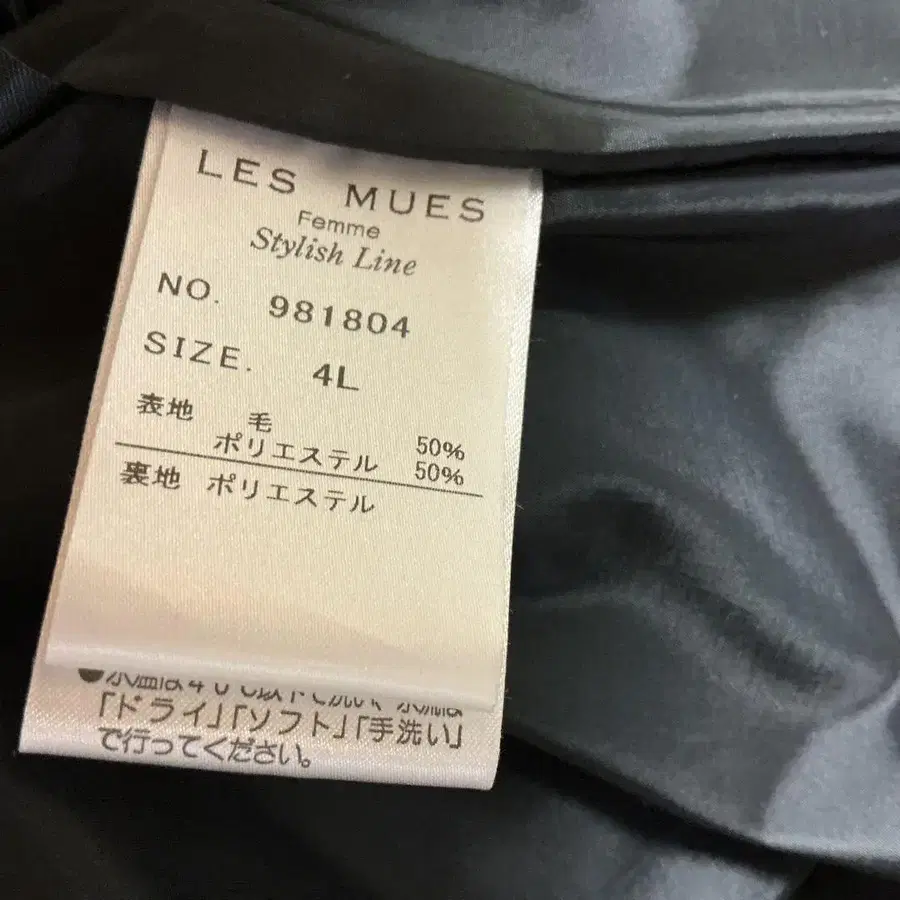 LES MUES
Femme
Stylish Line
NO. 981804
SIZE. 4L
表地 毛 50%
ポリエステル 50%
裏地 ポリエステル
「ドライ」「ソフト」「手洗い」
で行ってください。